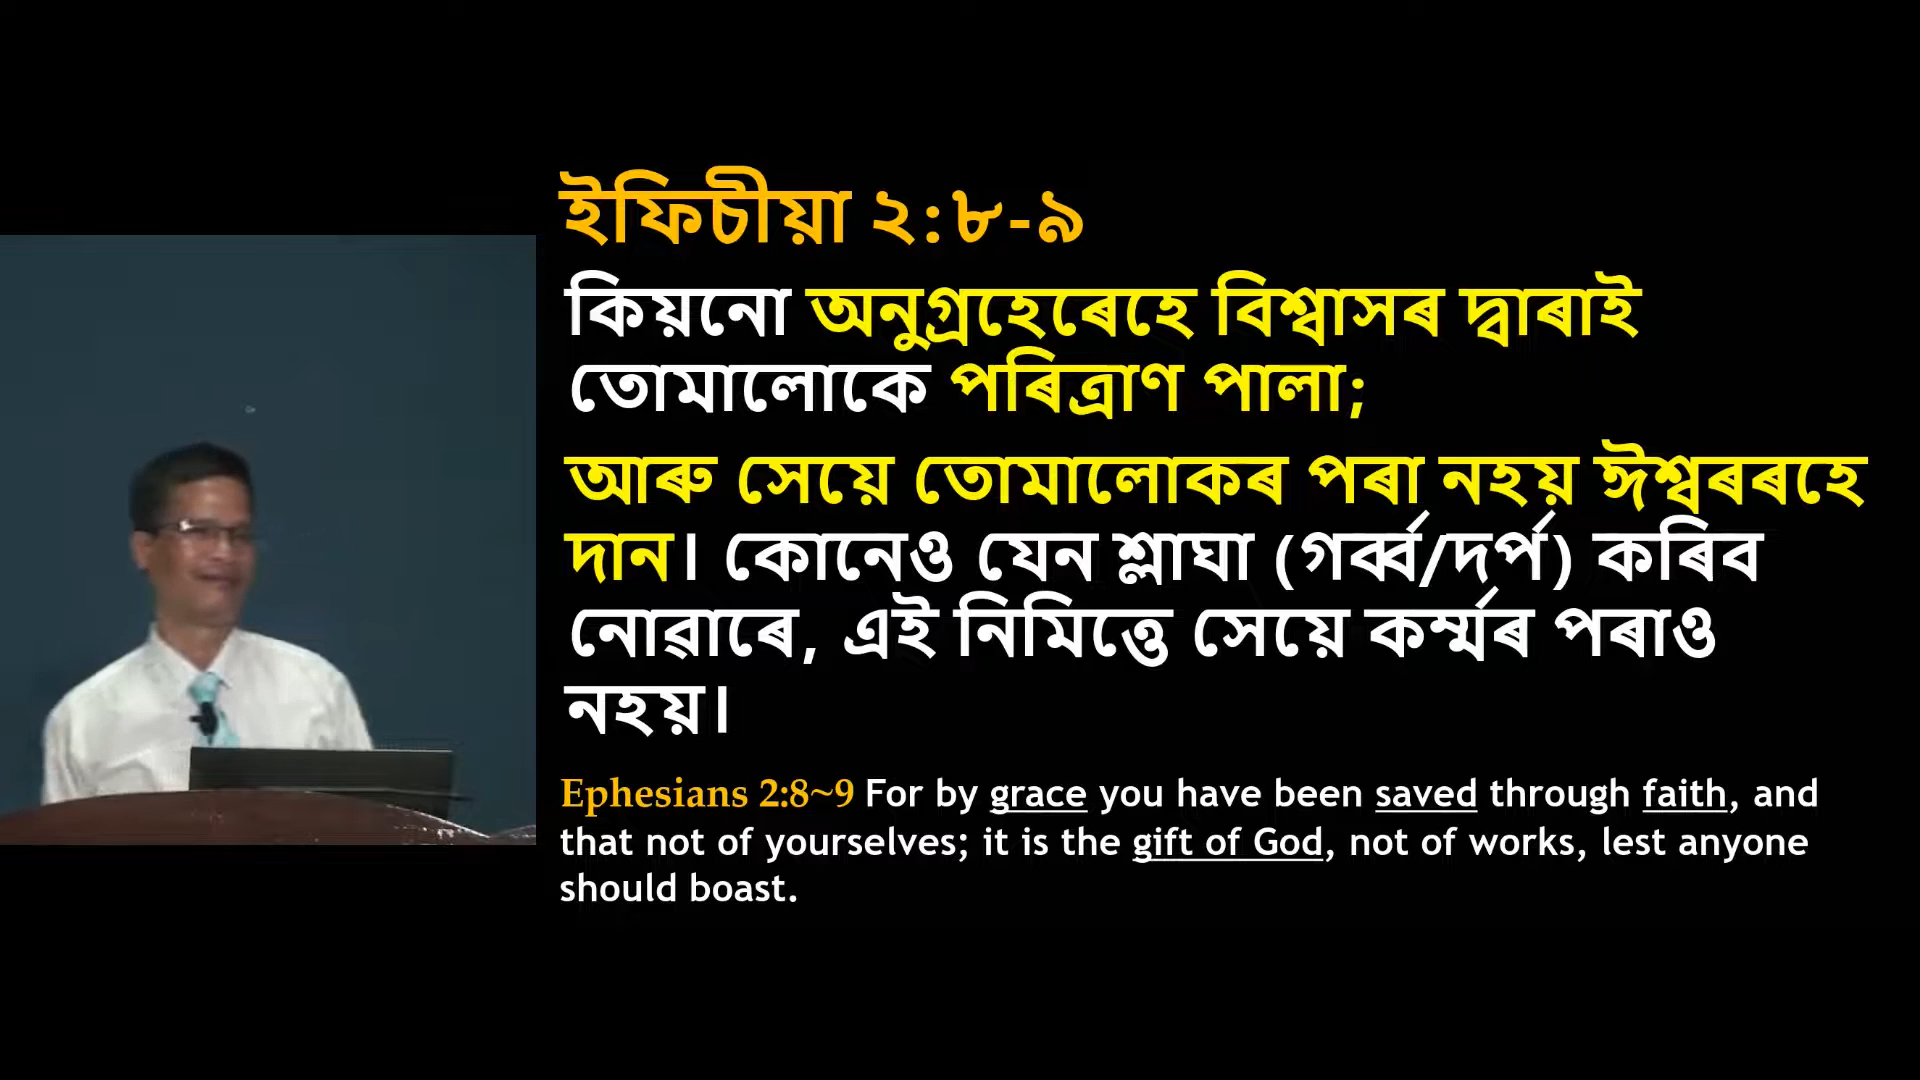 ইফিচীয়া ২:৮-৯
কিয়নো অনুগ্ৰহেৰেহে বিশ্বাসৰ দ্বাৰাই
তোমালোকে পৰিত্ৰাণ পালা;
আৰু সেয়ে তোমালোকৰ পৰা নহয় ঈশ্বৰৰহে
দান। কোনেও যেন শ্লাঘা (গৰ্ব্ব/দৰ্প) কৰিব
নোৱাৰে, এই নিমিত্তে সেয়ে কৰ্ম্মৰ পৰাও
নহয়।
Ephesians 2:8~9 For by grace you have been saved through faith, and
that not of yourselves; it is the gift of God, not of works, lest anyone
should boast.